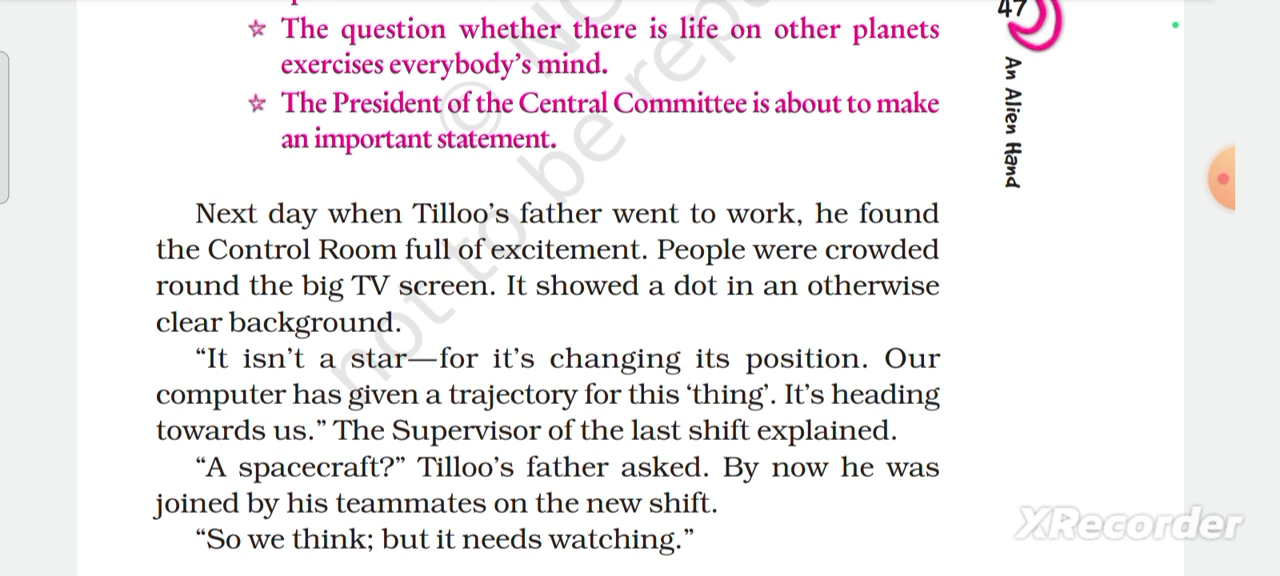 47
An Alien Hand
☆ The question whether there is life on other planets
exercises everybody's mind.
☆ The President of the Central Committee is about to make
an important statement.
Next day when Tilloo's father went to work, he found
the Control Room full of excitement. People were crowded
round the big TV screen. It showed a dot in an otherwise
clear background.
“It isn't a star—for it's changing its position. Our
computer has given a trajectory for this ‘thing’. It's heading
towards us.” The Supervisor of the last shift explained.
“A spacecraft?” Tilloo's father asked. By now he was
joined by his teammates on the new shift.
“So we think; but it needs watching.”
© 
not to be rep
XRecorder